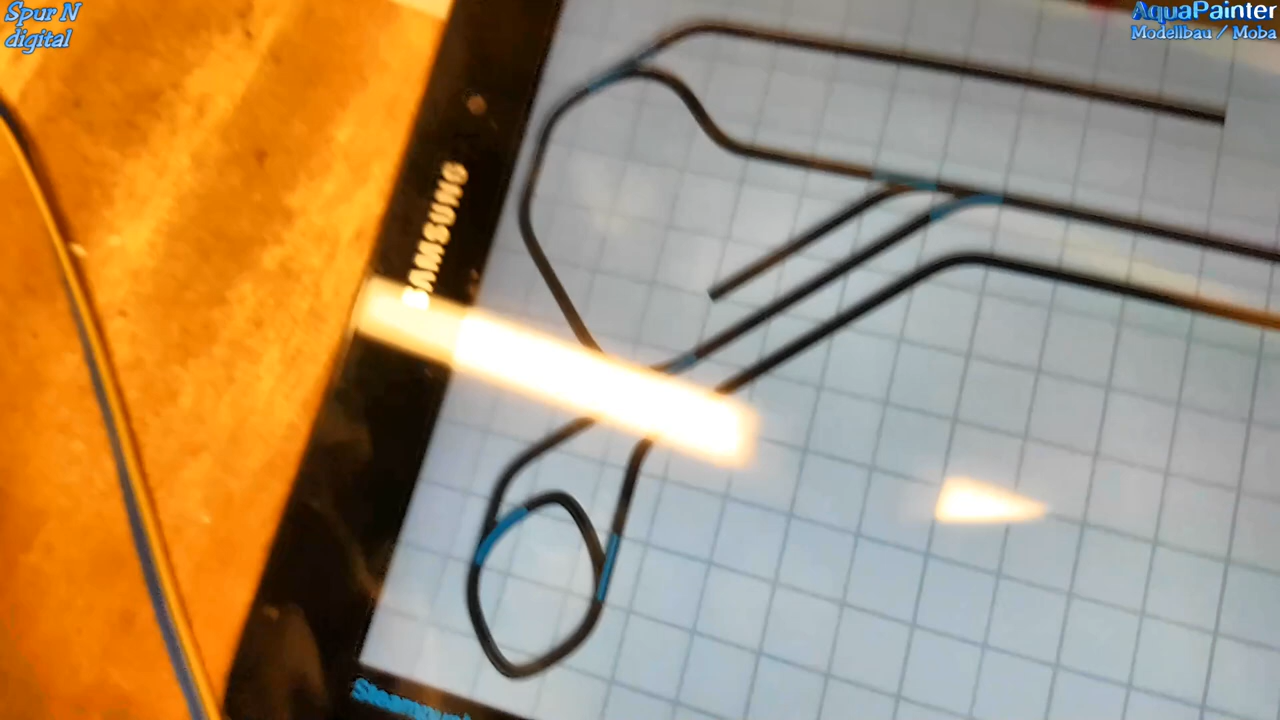 Spur N
digital
AquaPainter
Modellbau / Moba
SAMSUNG